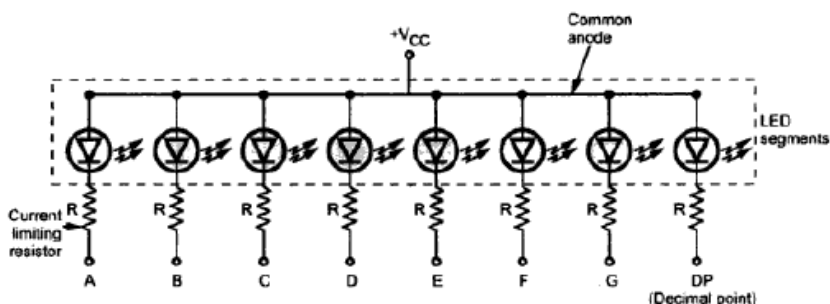 Common
anode
+VCC
LED
segments
R R R R R R R R
Current
limiting
resistor
A B C D E F G DP
(Decimal point)